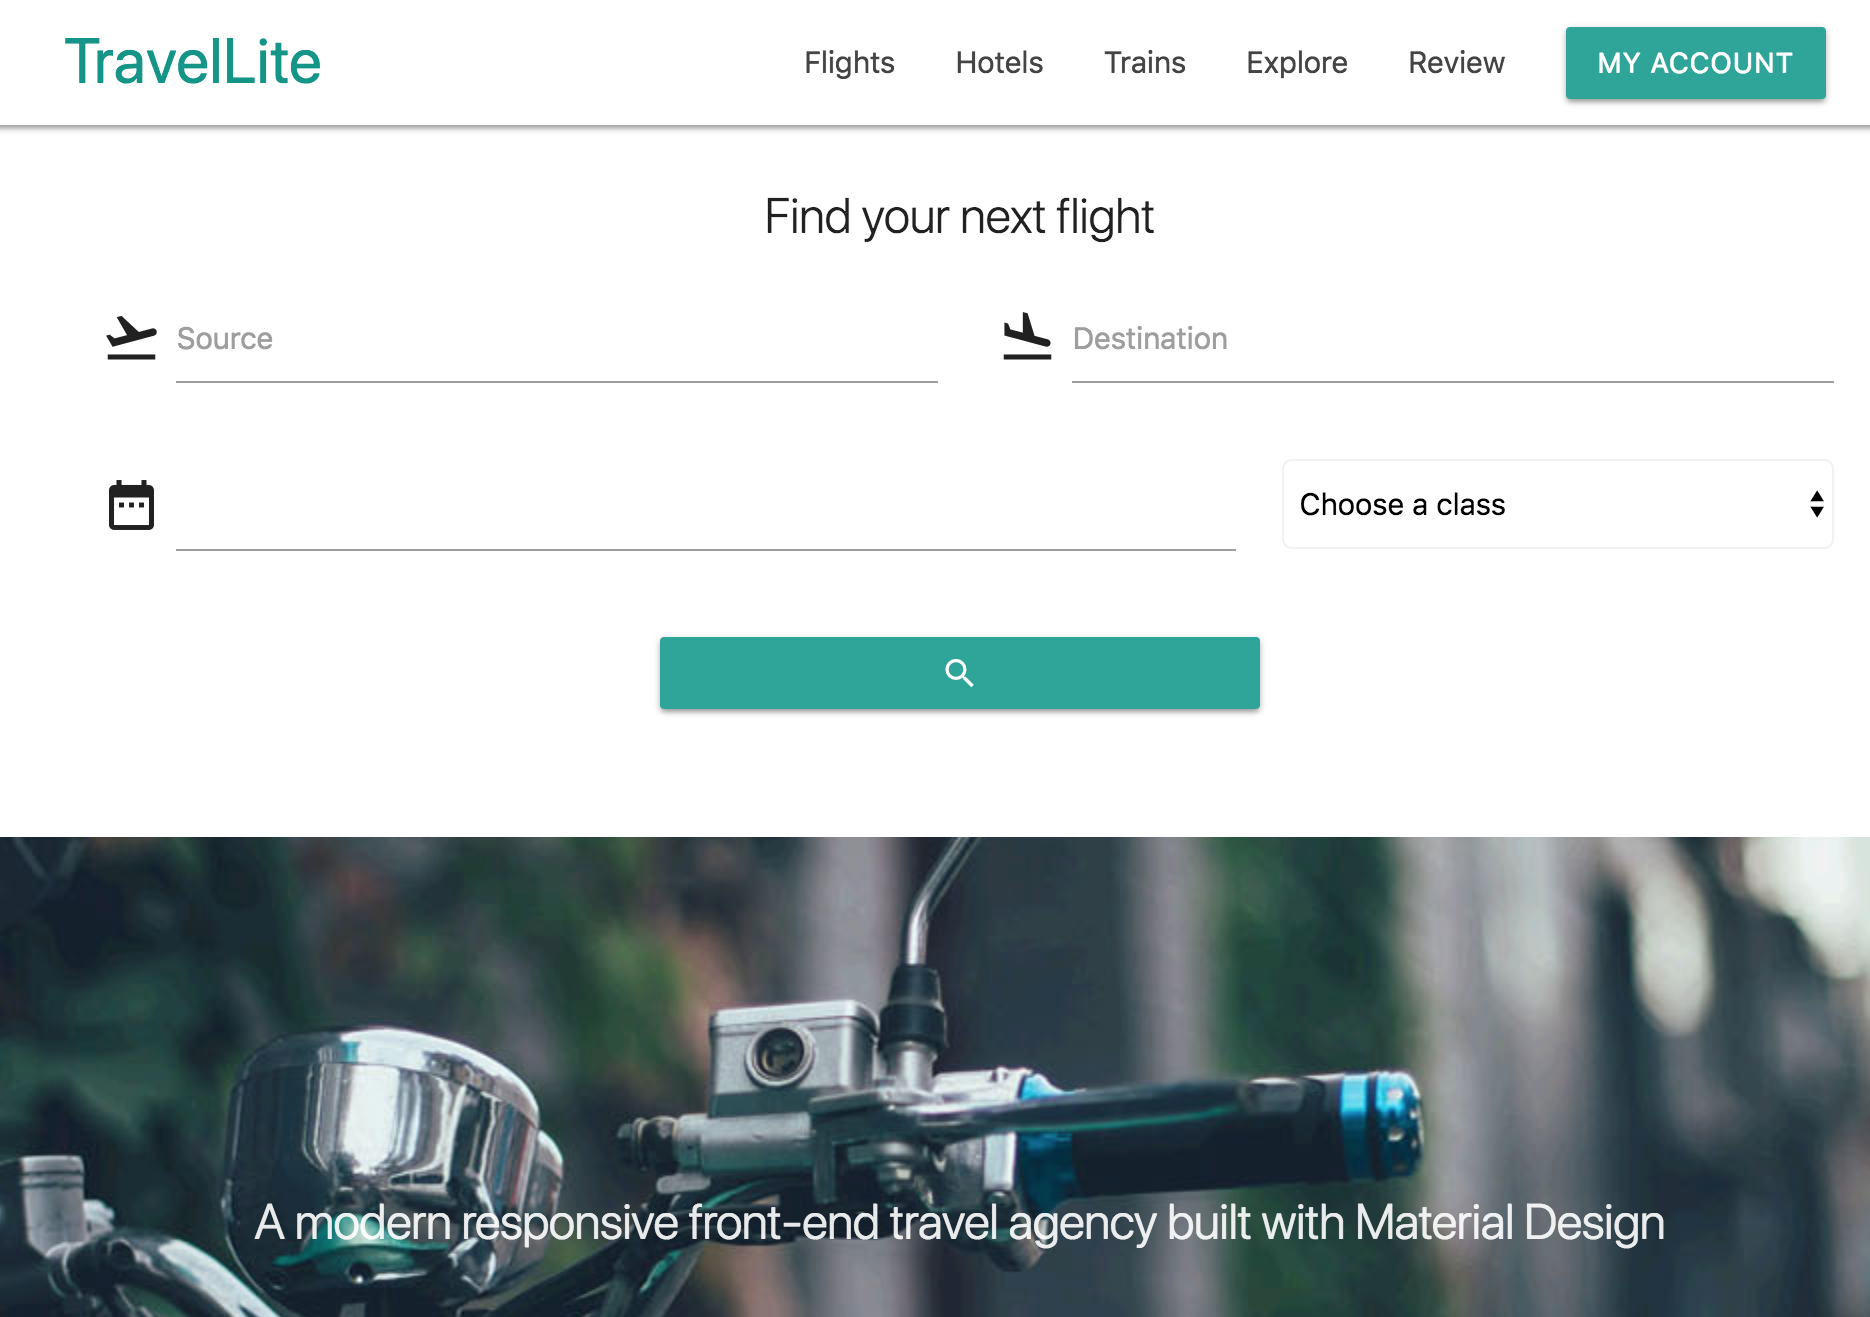 TravelLite
Flights Hotels Trains Explore Review MY ACCOUNT
Find your next flight
Source Destination
Choose a class
A modern responsive front-end travel agency built with Material Design